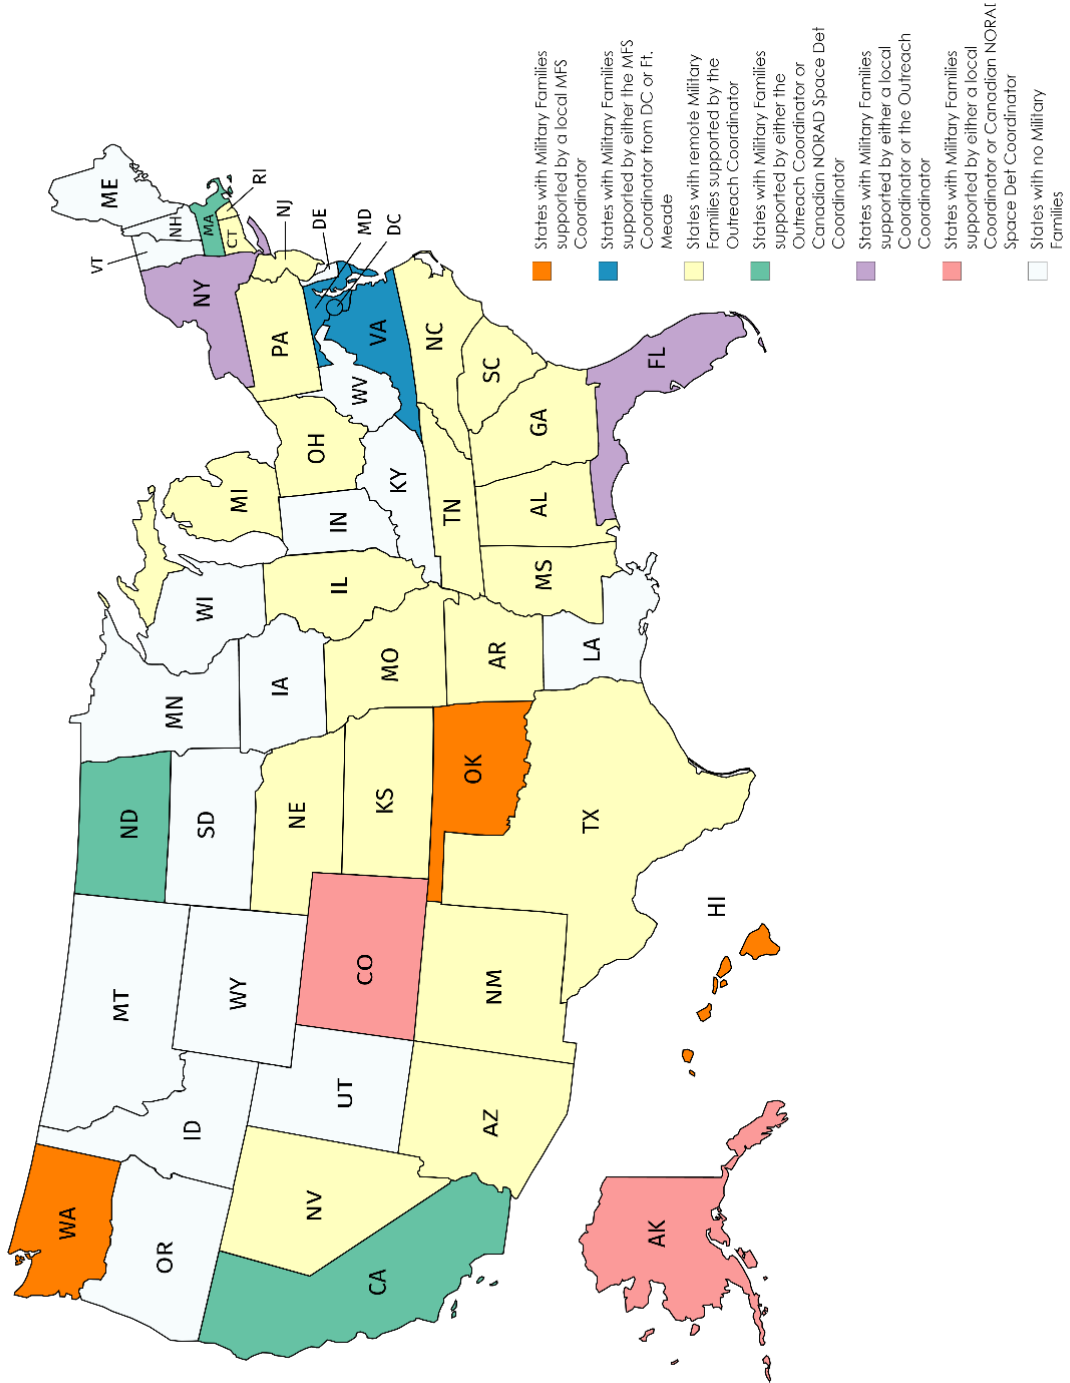 WA
MT
ND
MN
ME
VT
NH
OR
ID
WY
SD
WI
MI
NY
MA
CT
RI
NV
UT
CO
NE
IA
IL
IN
OH
PA
NJ
DE
MD
DC
CA
AZ
NM
KS
MO
KY
WV
VA
OK
TX
AR
TN
NC
SC
LA
MS
AL
GA
FL
AK
HI
States with Military Families
supported by a local MFS
Coordinator
States with Military Families
supported by either the MFS
Coordinator from DC or Ft.
Meade
States with remote Military
Families supported by the
Outreach Coordinator
States with Military Families
supported by either the
Outreach Coordinator or
Canadian NORAD Space Det
Coordinator
States with Military Families
supported by either a local
Coordinator or the Outreach
Coordinator
States with Military Families
supported by either a local
Coordinator or Canadian NORAD
Space Det Coordinator
States with no Military
Families